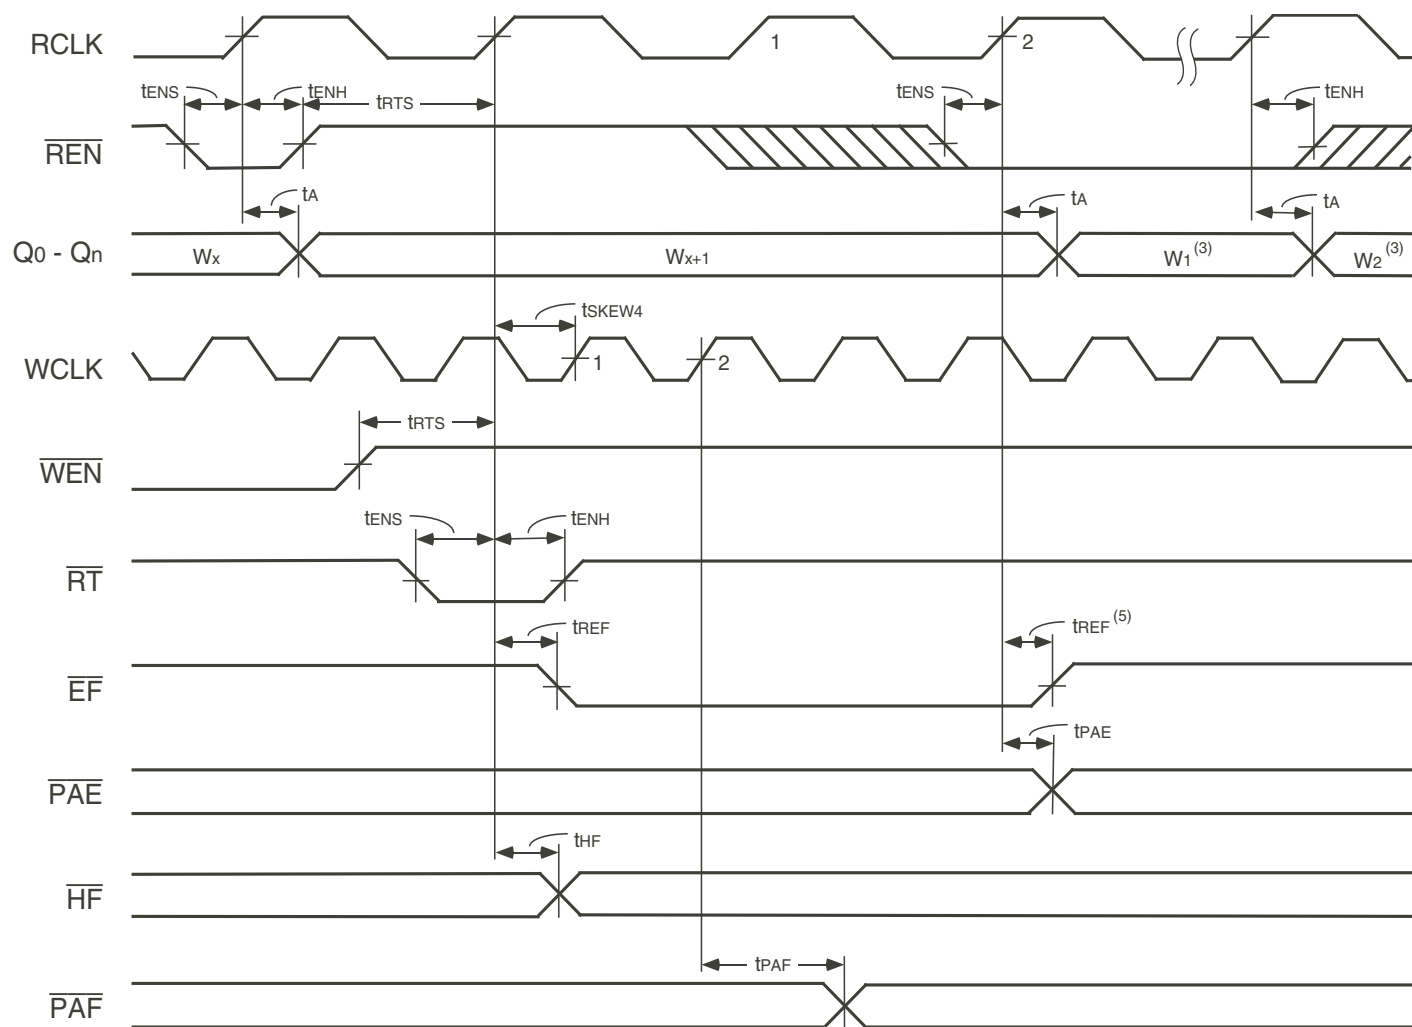 RCLK
1
2
tENS
tENH
tRTS
tENS
tENH
REN
tA
tA
tA
Q0 - Qn
Wx
Wx+1
W1(3)
W2(3)
tSKEW4
WCLK
1
2
tRTS
WEN
tENS
tENH
RT
tREF
tREF(5)
EF
tPAE
PAE
tHF
HF
tPAF
PAF